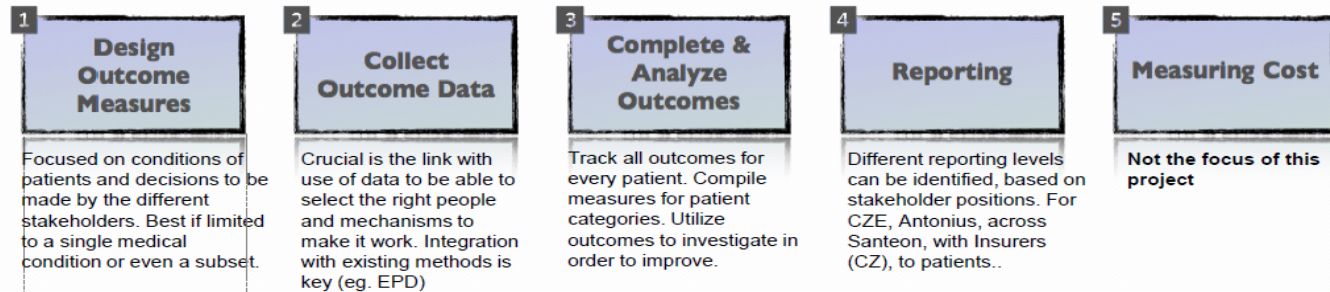 1
Design
Outcome
Measures
Focused on conditions of
patients and decisions to be
made by the different
stakeholders. Best if limited
to a single medical
condition or even a subset.
2
Collect
Outcome Data
Crucial is the link with
use of data to be able to
select the right people
and mechanisms to
make it work. Integration
with existing methods is
key (eg. EPD)
3
Complete &
Analyze
Outcomes
Track all outcomes for
every patient. Compile
measures for patient
categories. Utilize
outcomes to investigate in
order to improve.
4
Reporting
Different reporting levels
can be identified, based on
stakeholder positions. For
CZE, Antonius, across
Santeon, with Insurers
(CZ), to patients..
5
Measuring Cost
Not the focus of this
project